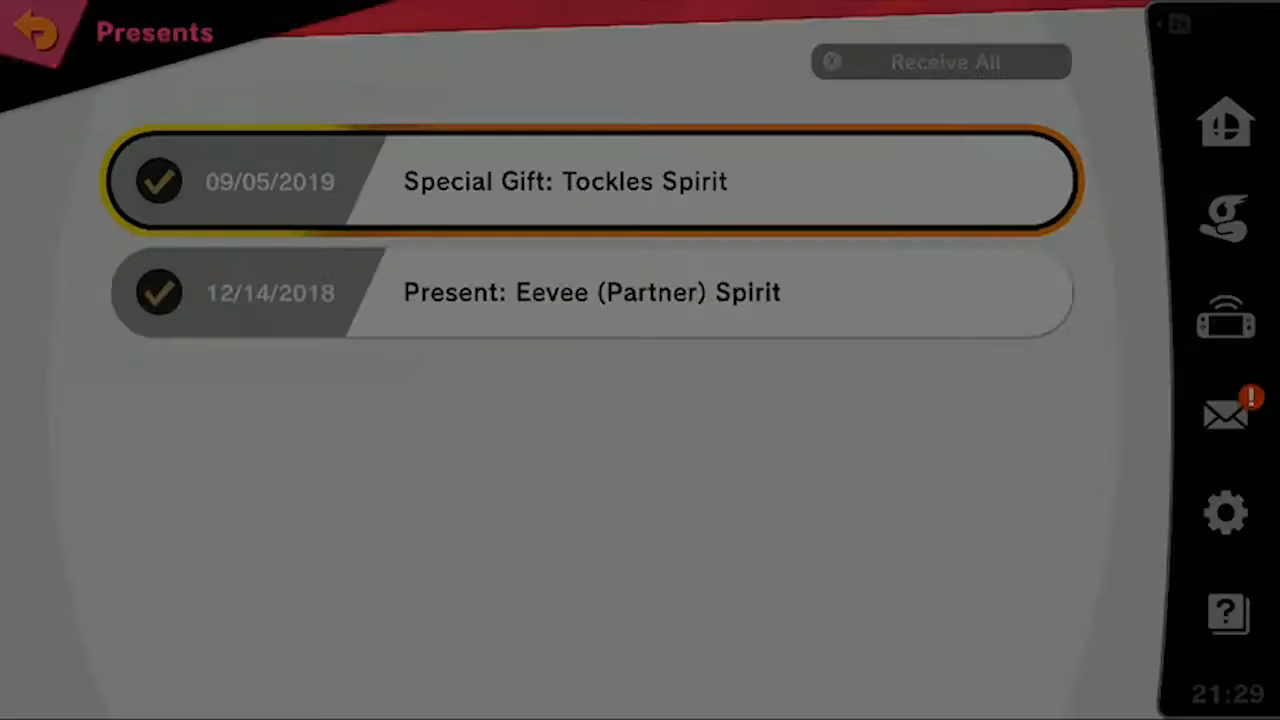 Presents
Receive All
09/05/2019 Special Gift: Tockles Spirit
12/14/2018 Present: Eevee (Partner) Spirit
21:29